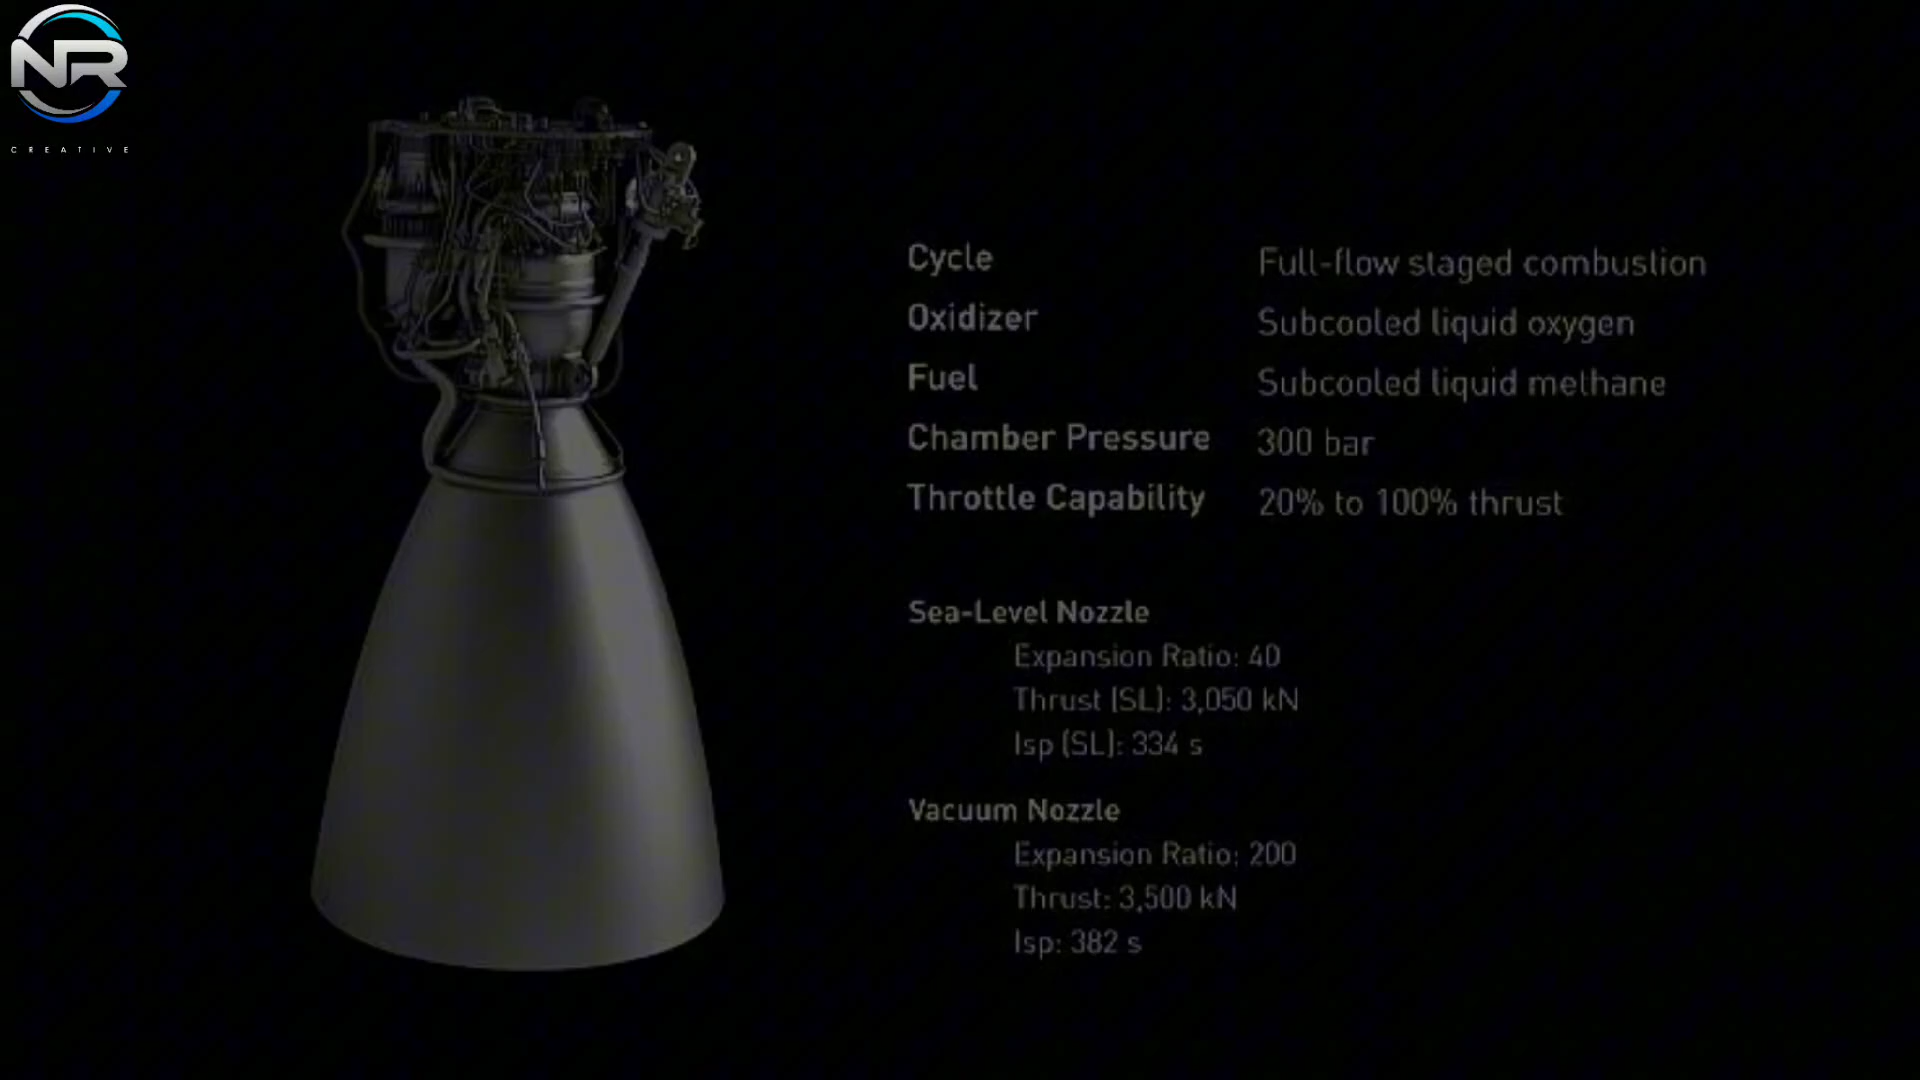 NR
CREATIVE
Cycle Full-flow staged combustion
Oxidizer Subcooled liquid oxygen
Fuel Subcooled liquid methane
Chamber Pressure 300 bar
Throttle Capability 20% to 100% thrust
Sea-Level Nozzle
Expansion Ratio: 40
Thrust (SL): 3,050 kN
Isp (SL): 334 s
Vacuum Nozzle
Expansion Ratio: 200
Thrust: 3,500 kN
Isp: 382 s